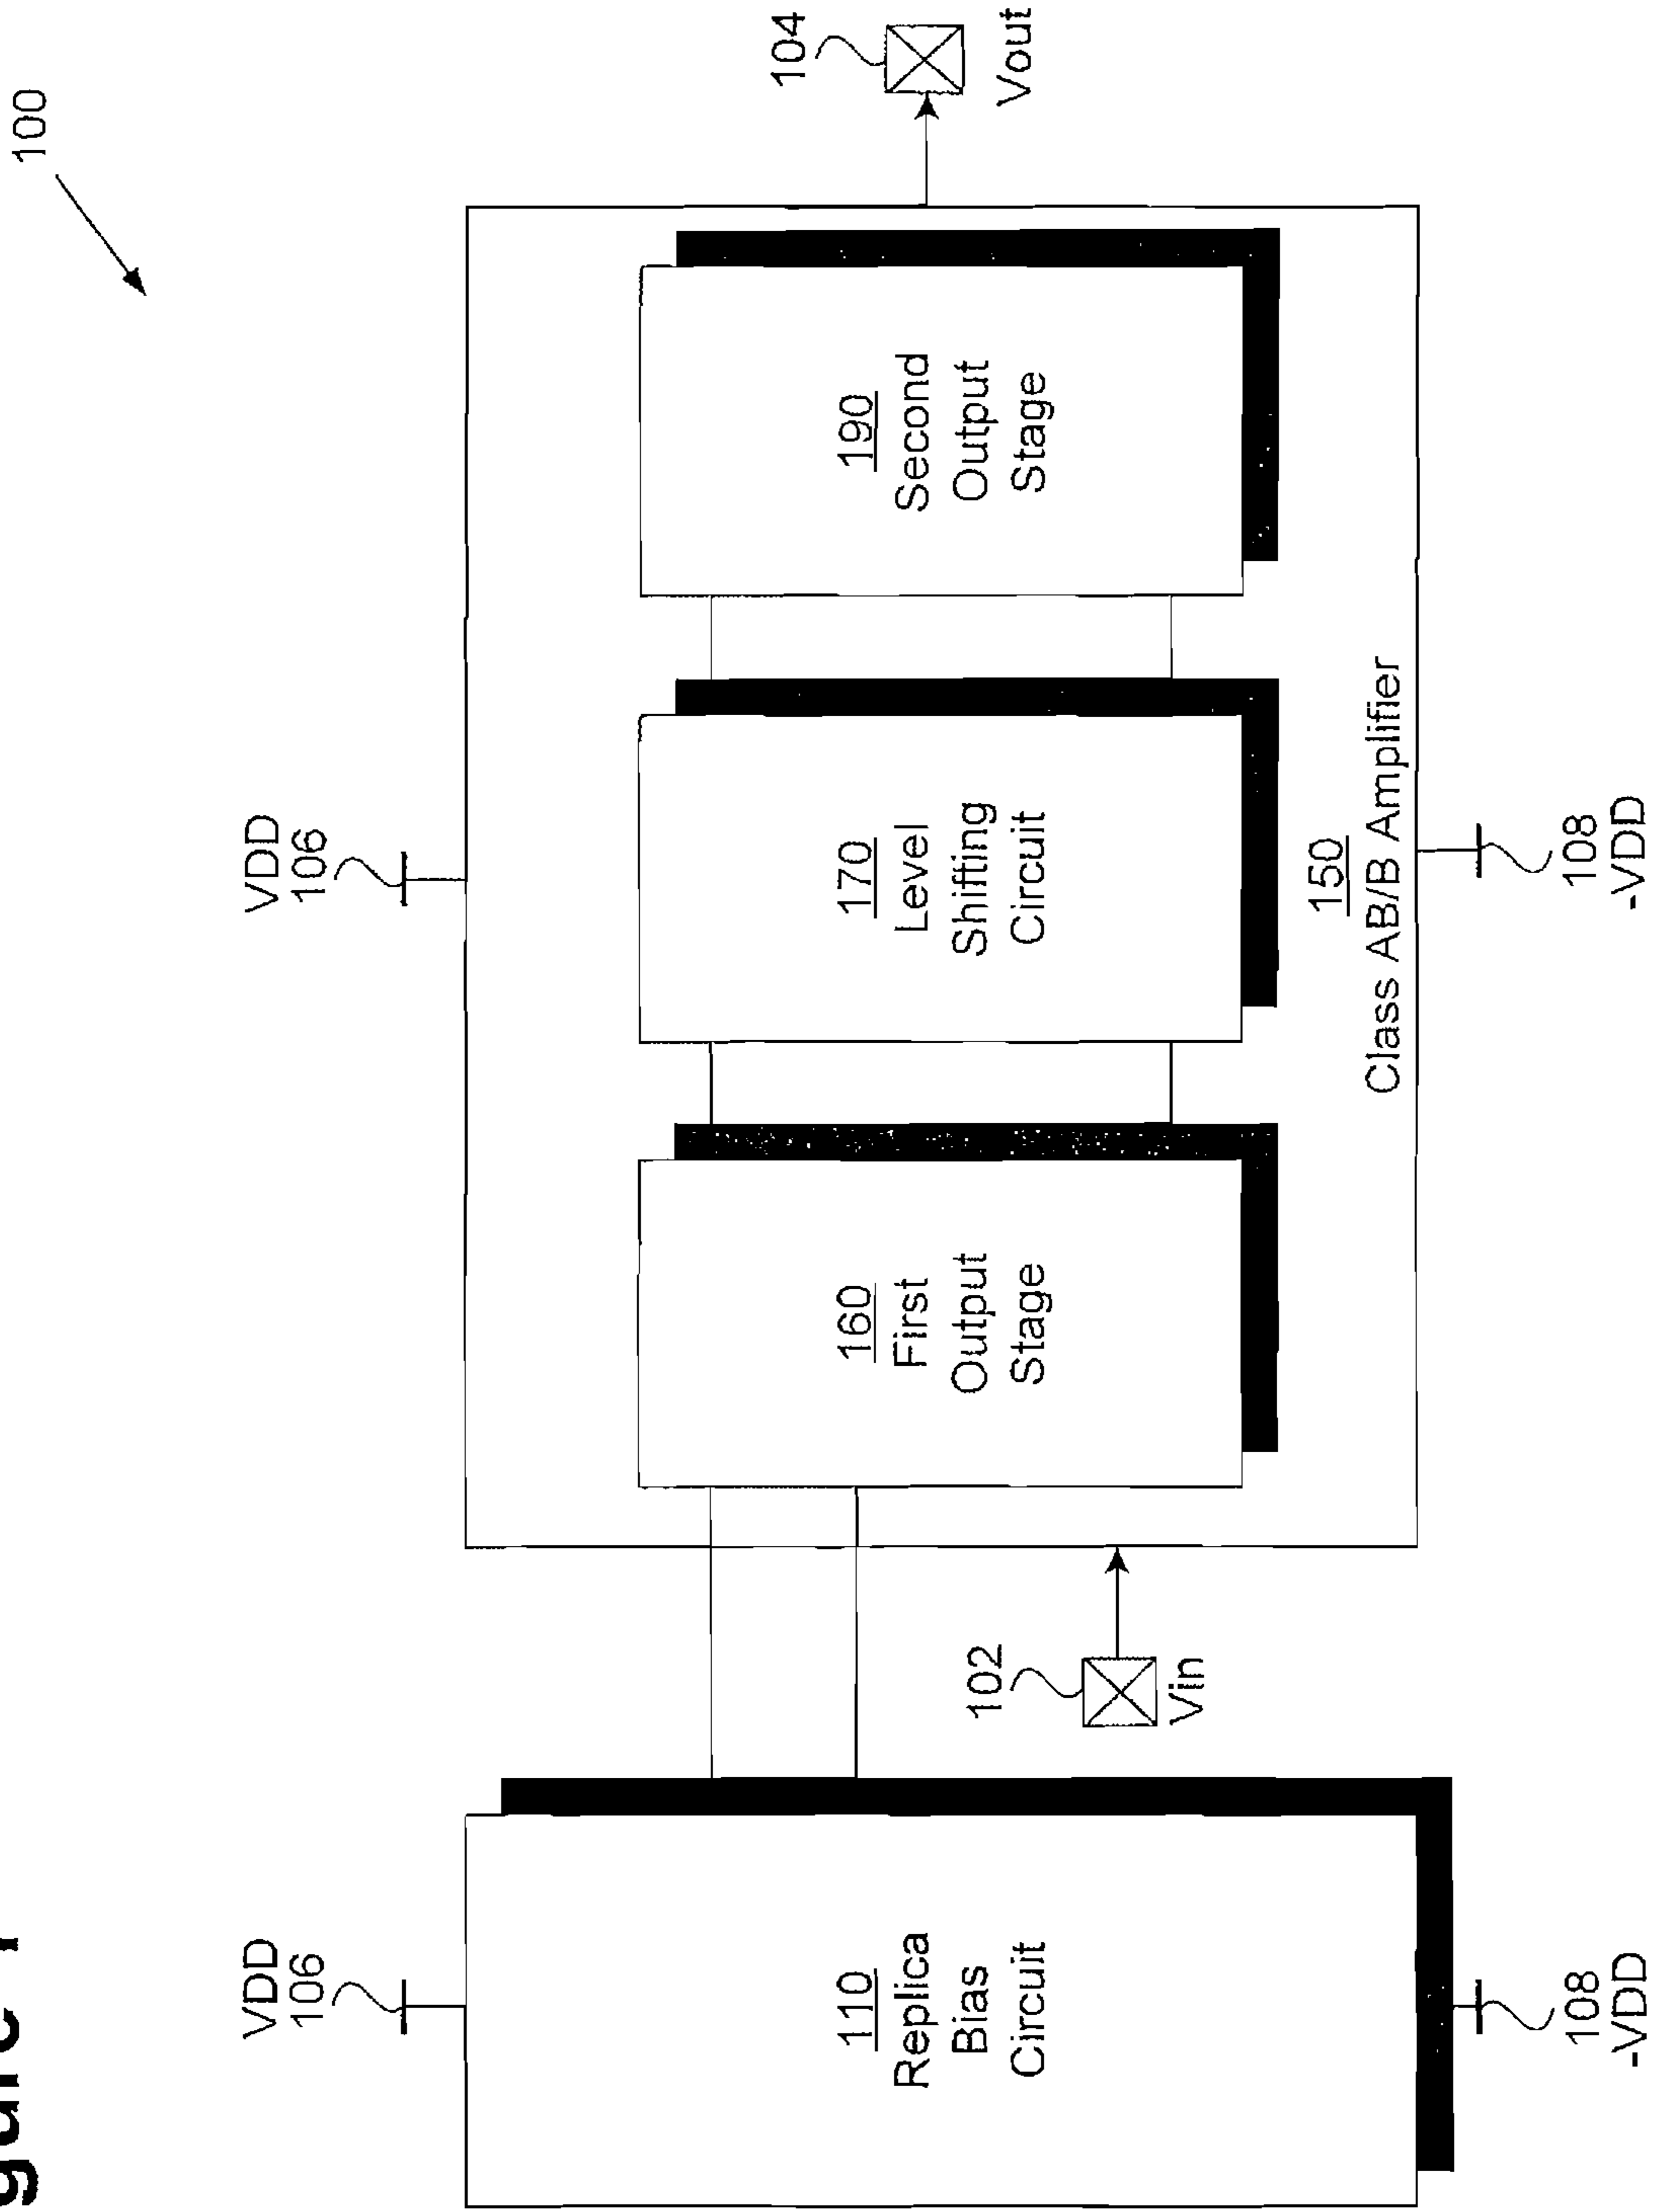 100
VDD
106
VDD
106
104
Vout
110
Replica
Bias
Circuit
102
Vin
160
First
Output
Stage
170
Level
Shifting
Circuit
190
Second
Output
Stage
150
Class AB/B Amplifier
108
-VDD
108
-VDD